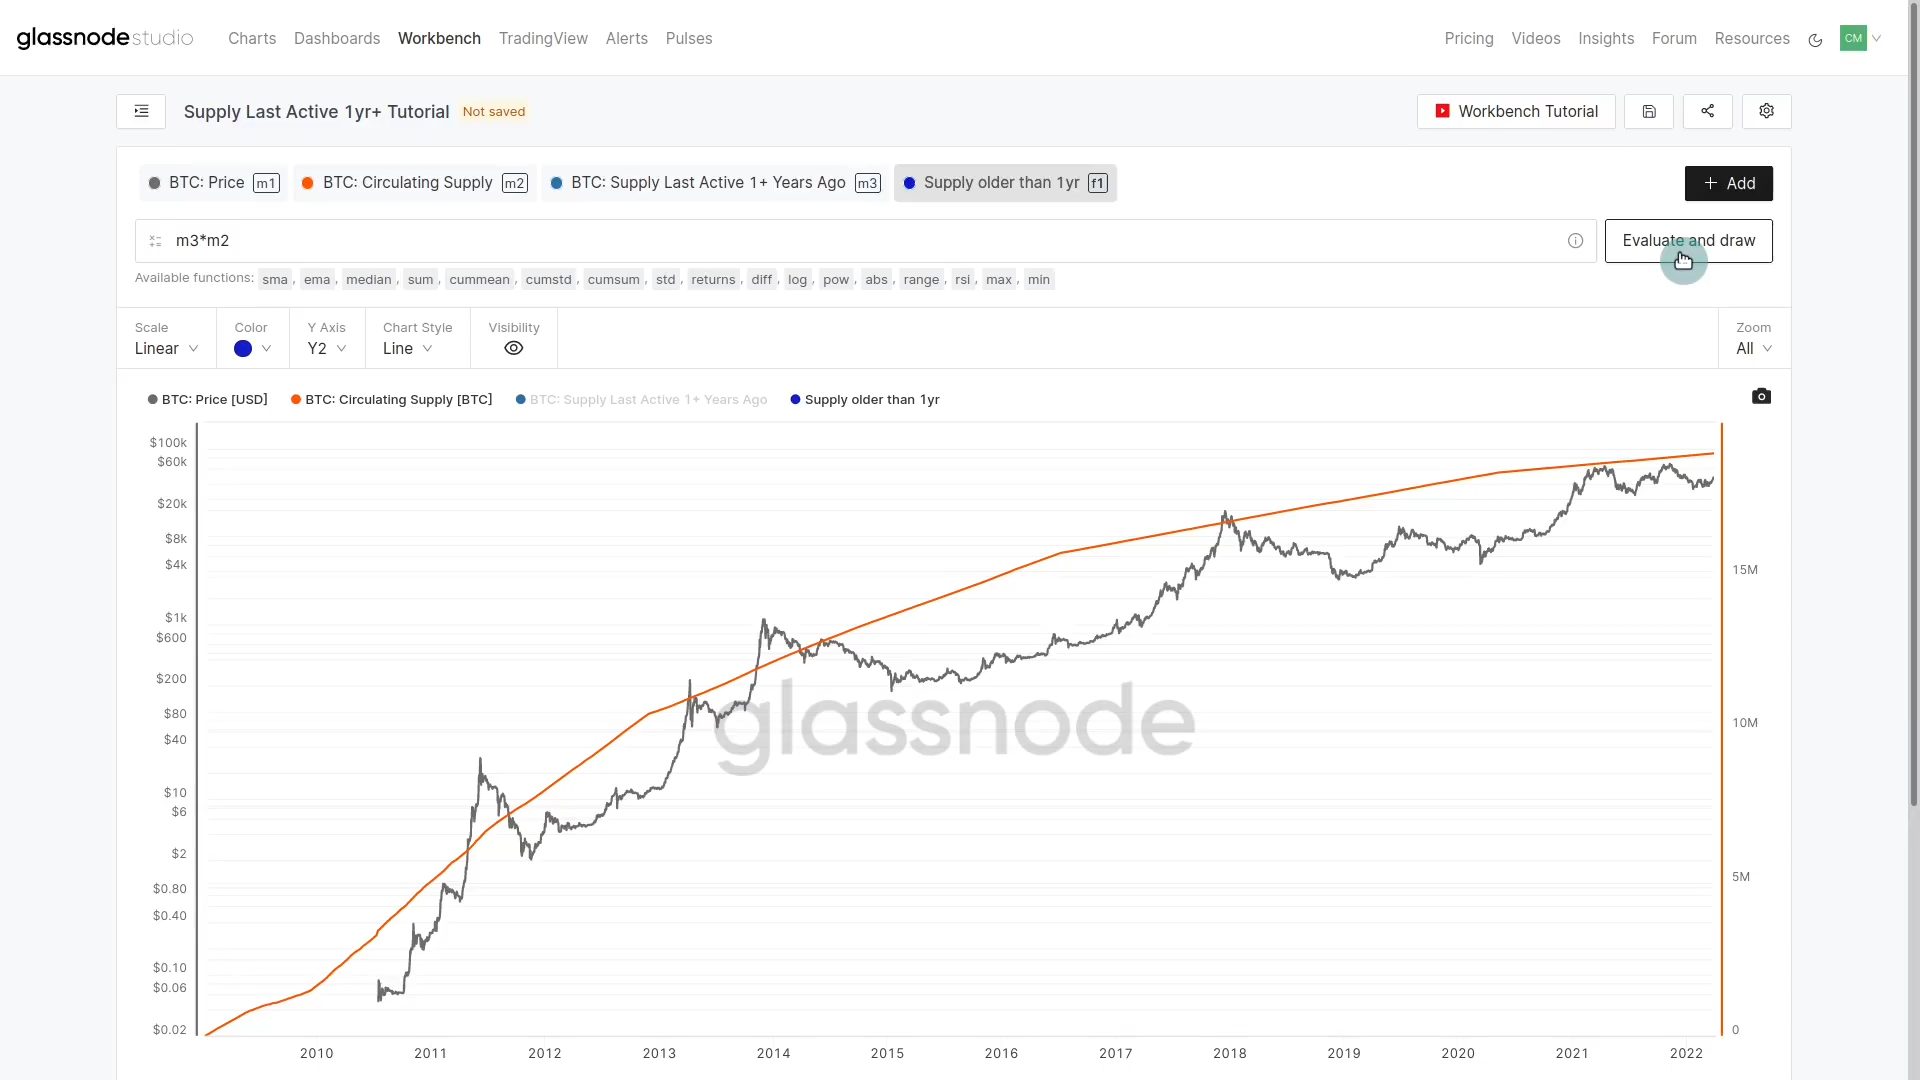 glassnodestudio Charts Dashboards Workbench TradingView Alerts Pulses Pricing Videos Insights Forum Resources CM
Supply Last Active 1yr+ Tutorial Not saved Workbench Tutorial
BTC: Price m1 BTC: Circulating Supply m2 BTC: Supply Last Active 1+ Years Ago m3 Supply older than 1yr f1 + Add
m3*m2 Evaluate and draw
Available functions: sma, ema, median, sum, cummean, cumstd, cumsum, std, returns, diff, log, pow, abs, range, rsi, max, min
Scale Color Y Axis Chart Style Visibility Zoom
Linear Y2 Line All
BTC: Price [USD] BTC: Circulating Supply [BTC] BTC: Supply Last Active 1+ Years Ago Supply older than 1yr
$100k
$60k
$20k
$8k
$4k
15M
$1k
$600
$200
$80
10M
glassnode
$40
$10
$6
$2
5M
$0.80
$0.40
$0.10
$0.06
$0.02 0
2010 2011 2012 2013 2014 2015 2016 2017 2018 2019 2020 2021 2022